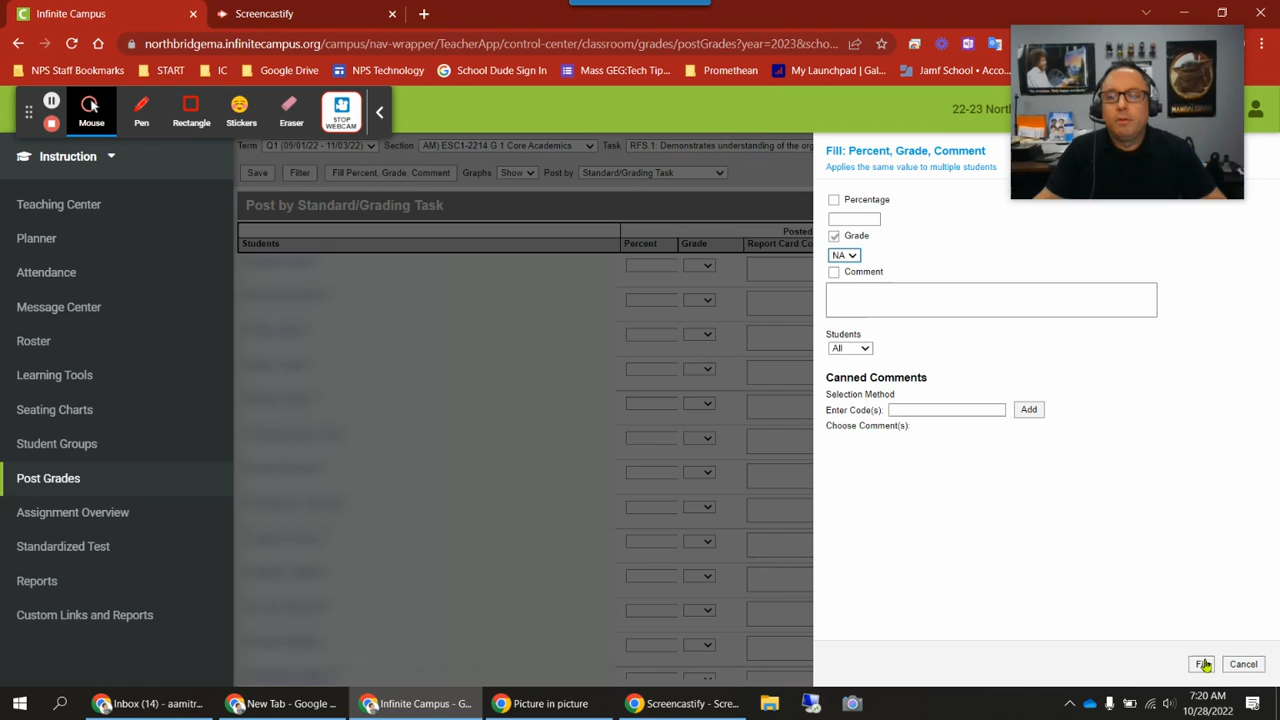 Infinite Campus
Screencastify
northbridgema.infinitecampus.org/campus/nav-wrapper/TeacherApp/control-center/classroom/grades/postGrades?year=2023&scho...
NPS Staff Bookmarks
START
IC
Google Drive
NPS Technology
School Dude Sign In
Mass GEG:Tech Tip...
Promethean
My Launchpad | Gal...
Jamf School • Acco...
Mouse
Pen
Rectangle
Stickers
Eraser
STOP
WEBCAM
22-23 North
Instruction
Teaching Center
Planner
Attendance
Message Center
Roster
Learning Tools
Seating Charts
Student Groups
Post Grades
Assignment Overview
Standardized Test
Reports
Custom Links and Reports
Term Q1 (09/01/22 - 11/03/22) Section AM) ESC1-2214 G 1 Core Academics Task RFS 1: Demonstrates understanding of the org
Save Filter Fill Percent, Grade, Comment Graphs Show Post by Standard/Grading Task
Post by Standard/Grading Task
Posted
Students Percent Grade Report Card Co
Fill: Percent, Grade, Comment
Applies the same value to multiple students
Percentage
Grade
NA
Comment
Students
All
Canned Comments
Selection Method
Enter Code(s): Add
Choose Comment(s):
Cancel
Inbox (14) - aamitr...
New Tab - Google ...
Infinite Campus - G...
Picture in picture
Screencastify - Scre...
7:20 AM
10/28/2022